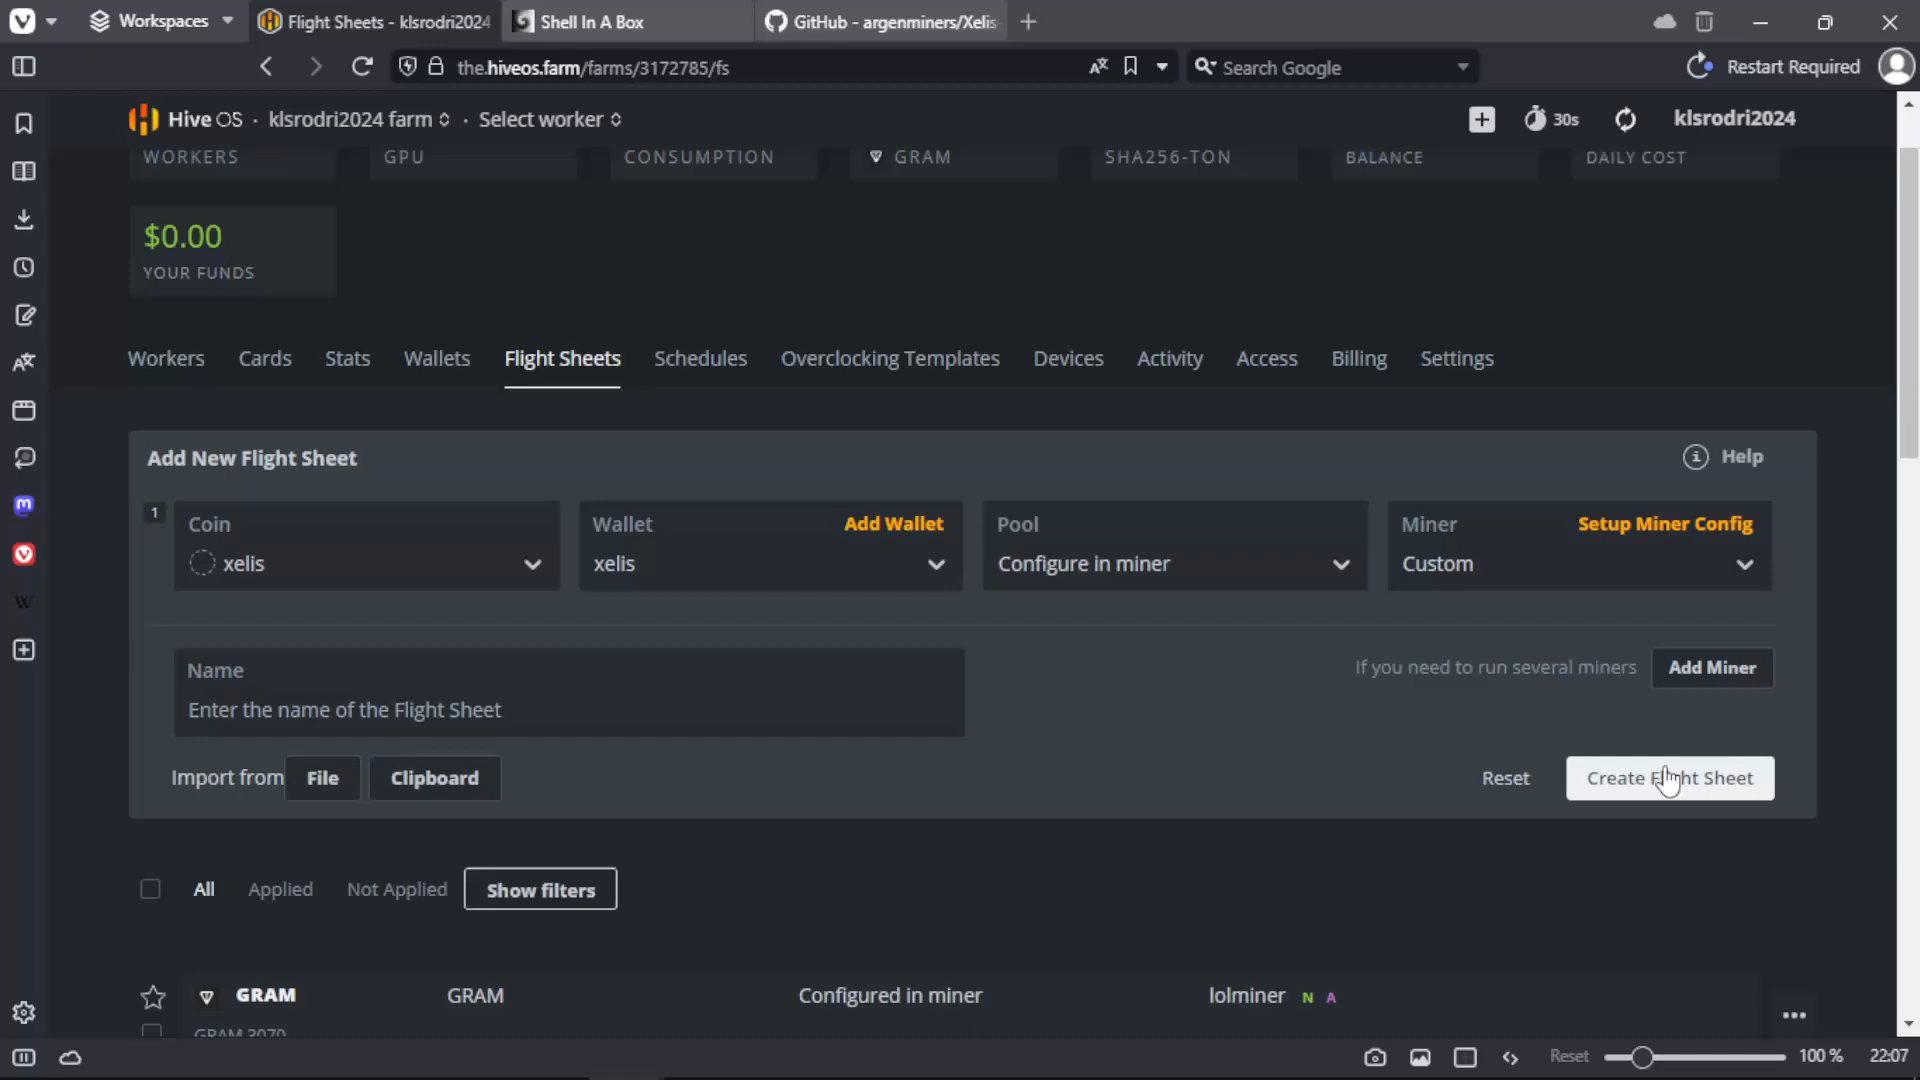 Workspaces
Flight Sheets - klsrodri2024
Shell In A Box
GitHub - argenminers/Xelis
the.hiveos.farm/farms/3172785/fs
Search Google
Restart Required
Hive OS · klsrodri2024 farm · Select worker
30s
klsrodri2024
WORKERS
GPU
CONSUMPTION
GRAM
SHA256-TON
BALANCE
DAILY COST
$0.00
YOUR FUNDS
Workers
Cards
Stats
Wallets
Flight Sheets
Schedules
Overclocking Templates
Devices
Activity
Access
Billing
Settings
Add New Flight Sheet
Help
1
Coin
xelis
Wallet
Add Wallet
xelis
Pool
Configure in miner
Miner
Setup Miner Config
Custom
Name
Enter the name of the Flight Sheet
If you need to run several miners
Add Miner
Import from
File
Clipboard
Reset
Create Flight Sheet
All
Applied
Not Applied
Show filters
GRAM
GRAM
Configured in miner
lolminer N A
GRAM 3070
Reset
100 %
22:07